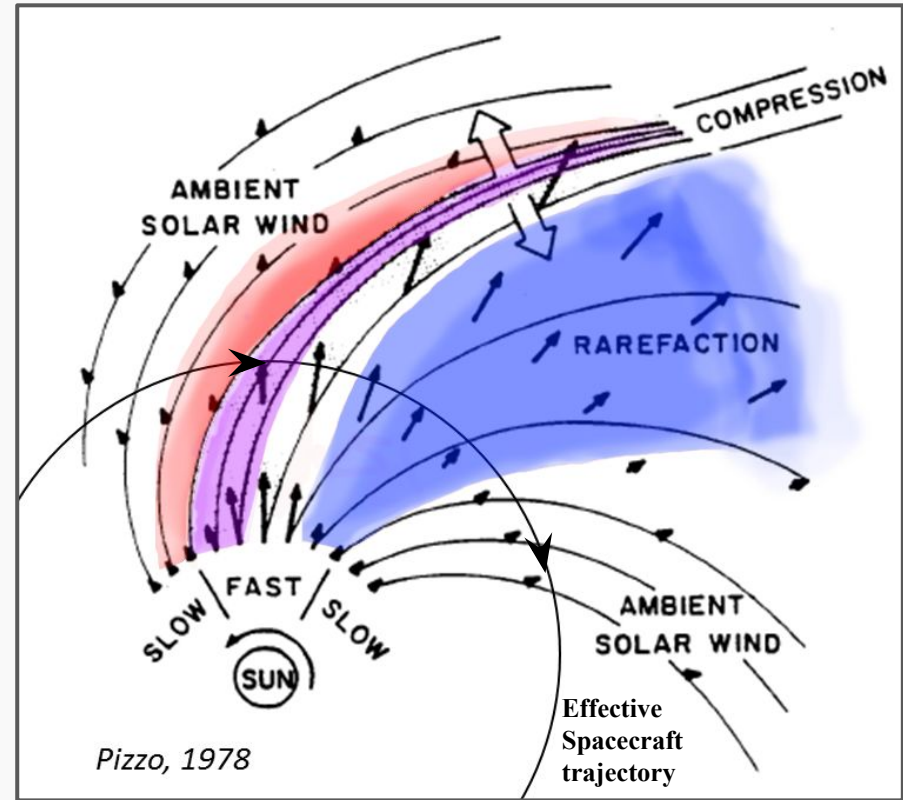 COMPRESSION
AMBIENT
SOLAR WIND
RAREFACTION
SLOW
FAST
SLOW
SUN
AMBIENT
SOLAR WIND
Effective
Spacecraft
trajectory
Pizzo, 1978